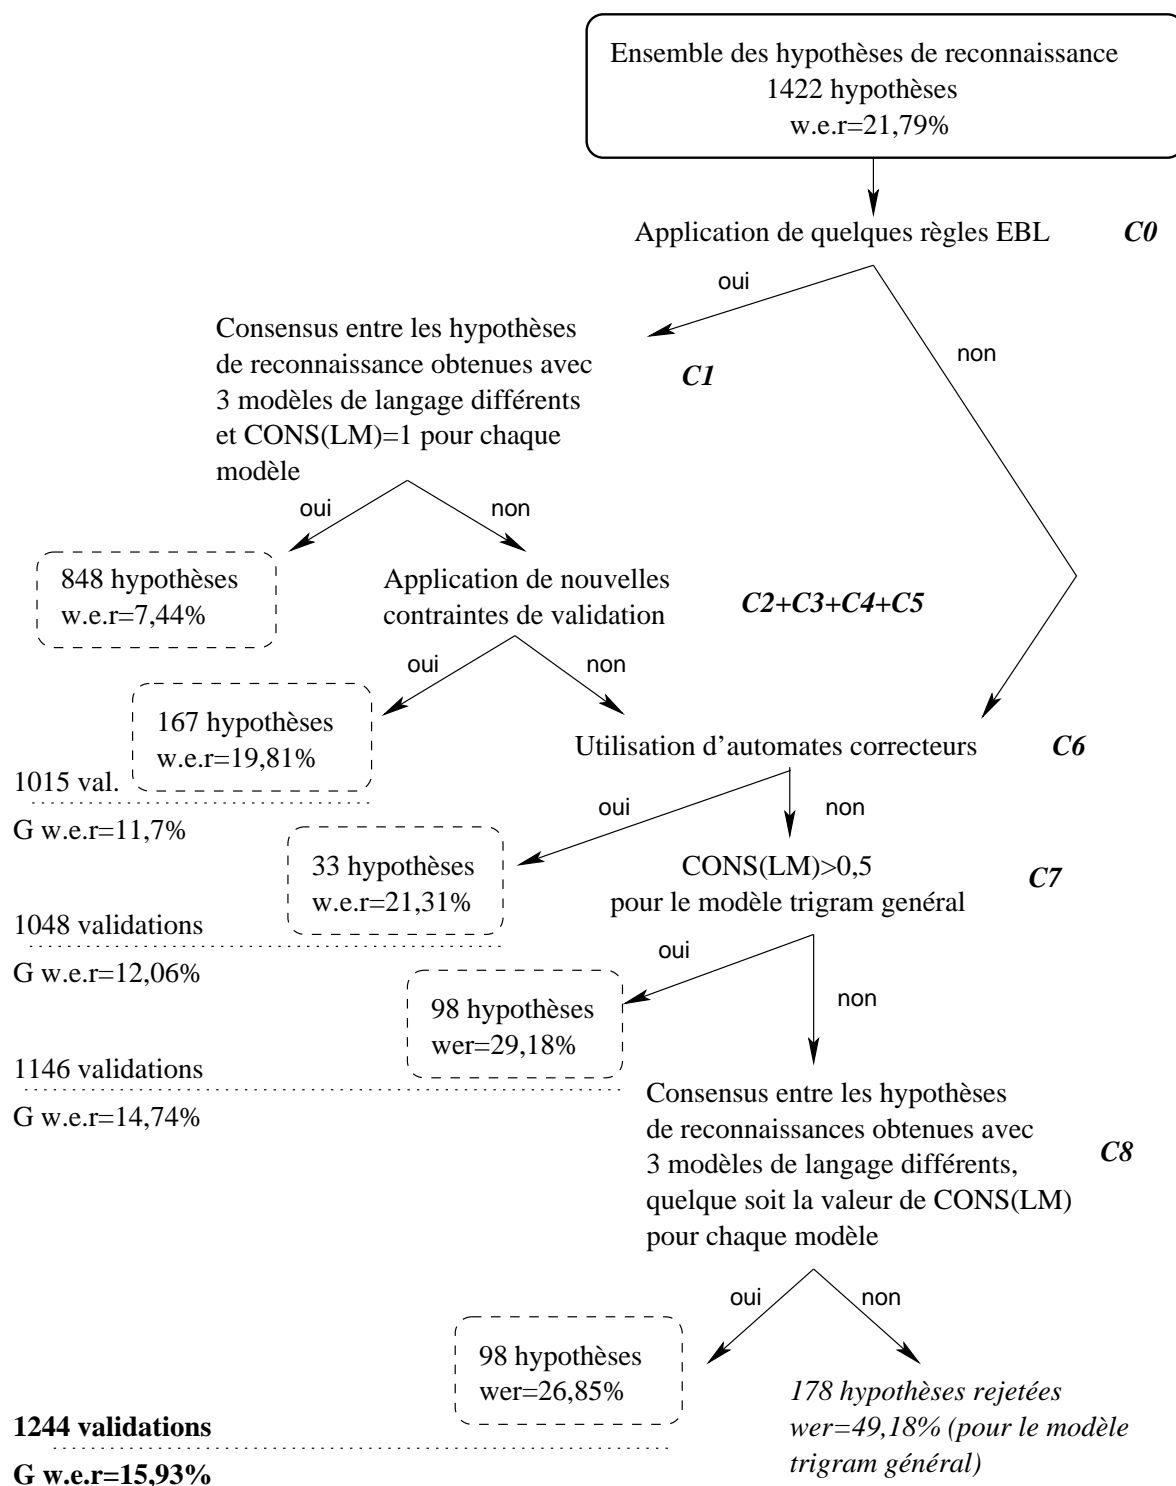 Ensemble des hypothèses de reconnaissance
1422 hypothèses
w.e.r=21,79%
Application de quelques règles EBL
C0
oui
non
Consensus entre les hypothèses
de reconnaissance obtenues avec
3 modèles de langage différents
et CONS(LM)=1 pour chaque
modèle
C1
oui
non
848 hypothèses
w.e.r=7,44%
Application de nouvelles
contraintes de validation
C2+C3+C4+C5
oui
non
167 hypothèses
w.e.r=19,81%
Utilisation d'automates correcteurs
C6
1015 val.
G w.e.r=11,7%
oui
non
33 hypothèses
w.e.r=21,31%
CONS(LM)>0,5
pour le modèle trigram genéral
C7
1048 validations
G w.e.r=12,06%
oui
non
98 hypothèses
wer=29,18%
1146 validations
G w.e.r=14,74%
Consensus entre les hypothèses
de reconnaissances obtenues avec
3 modèles de langage différents,
quelque soit la valeur de CONS(LM)
pour chaque modèle
C8
oui
non
98 hypothèses
wer=26,85%
178 hypothèses rejetées
wer=49,18% (pour le modèle
trigram général)
1244 validations
G w.e.r=15,93%